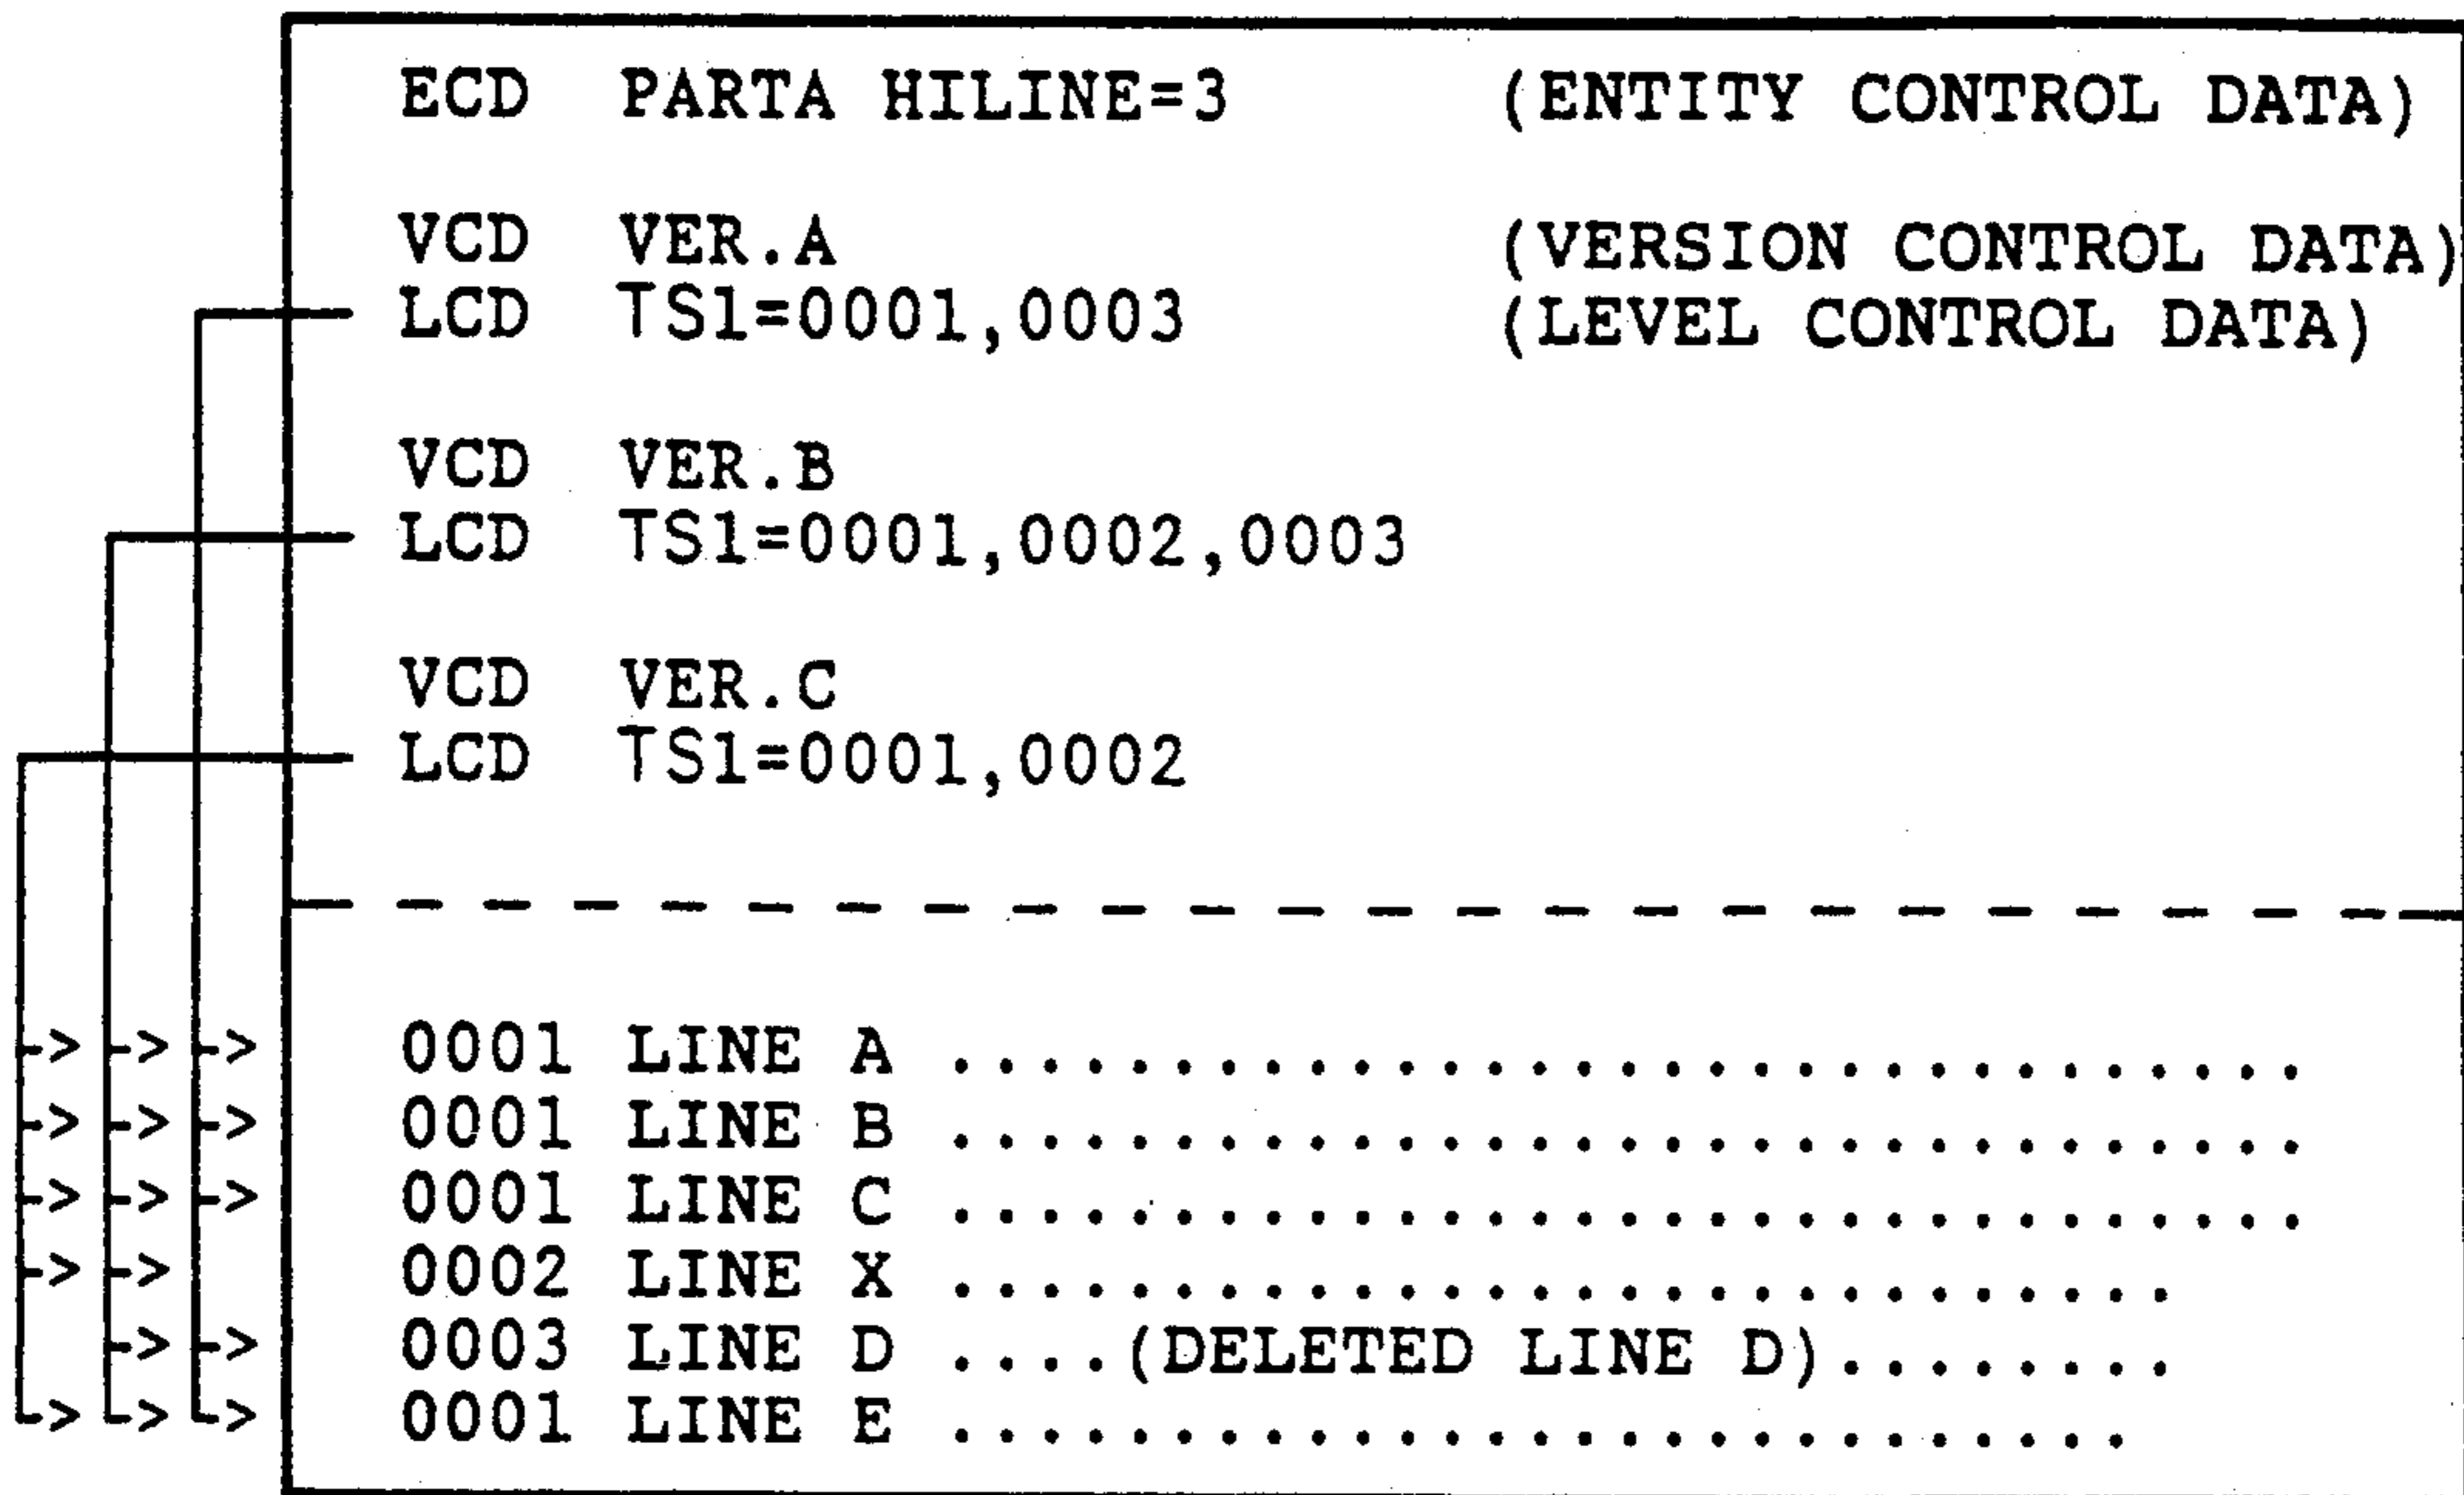 ECD PARTA HILINE=3 (ENTITY CONTROL DATA)
VCD VER.A (VERSION CONTROL DATA)
LCD TS1=0001,0003 (LEVEL CONTROL DATA)
VCD VER.B
LCD TS1=0001,0002,0003
VCD VER.C
LCD TS1=0001,0002
-> -> -> 0001 LINE A ...............................
-> -> -> 0001 LINE B ...............................
-> -> -> 0001 LINE C ...............................
-> -> 0002 LINE X ............................
-> -> 0003 LINE D ....(DELETED LINE D)........
-> -> -> 0001 LINE E ...........................